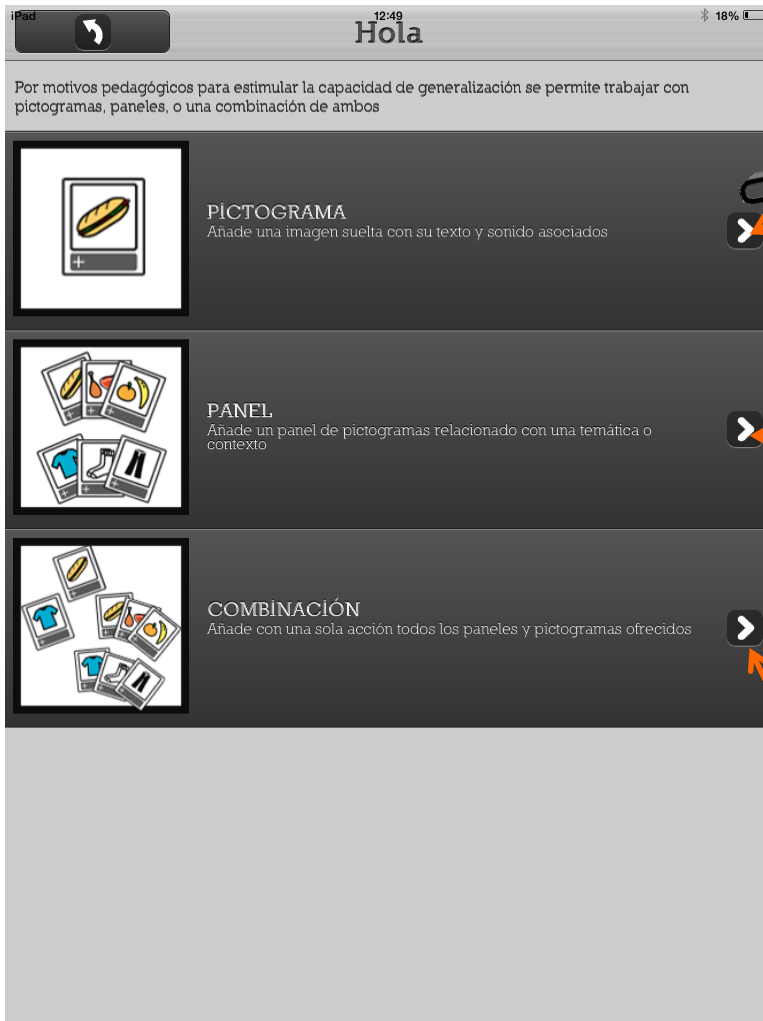 iPad
12:49
18%
Hola
Por motivos pedagógicos para estimular la capacidad de generalización se permite trabajar con
pictogramas, paneles, o una combinación de ambos
PICTOGRAMA
Añade una imagen suelta con su texto y sonido asociados
PANEL
Añade un panel de pictogramas relacionado con una temática o
contexto
COMBINACIÓN
Añade con una sola acción todos los paneles y pictogramas ofrecidos